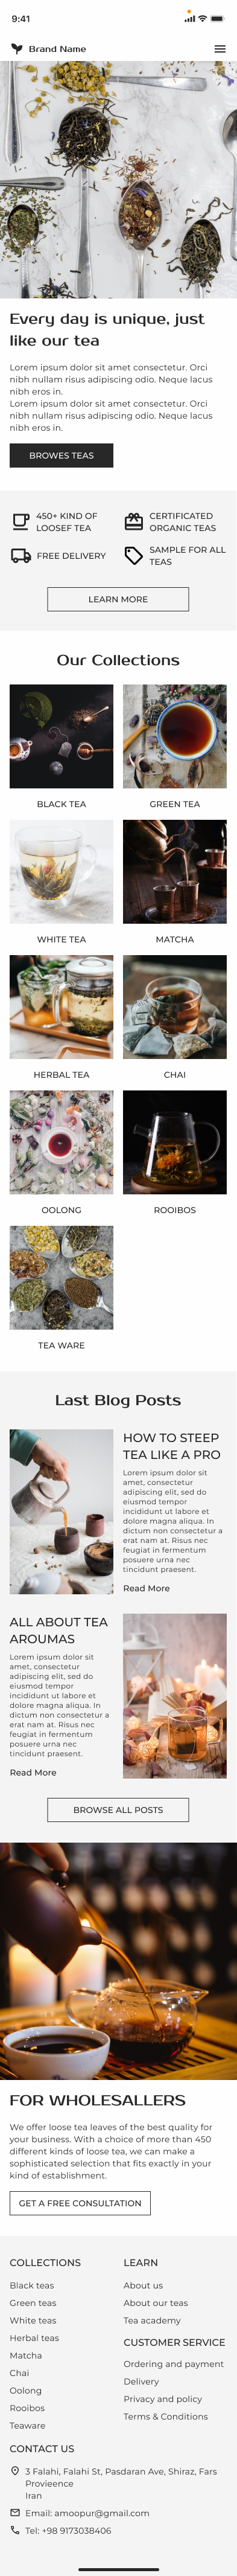 9:41
Brand Name
Every day is unique, just
like our tea
Lorem ipsum dolor sit amet consectetur. Orci
nibh nullam risus adipiscing odio. Neque lacus
nibh eros in.
Lorem ipsum dolor sit amet consectetur. Orci
nibh nullam risus adipiscing odio. Neque lacus
nibh eros in.
BROWES TEAS
450+ KIND OF
LOOSEF TEA
CERTIFICATED
ORGANIC TEAS
FREE DELIVERY
SAMPLE FOR ALL
TEAS
LEARN MORE
Our Collections
BLACK TEA
GREEN TEA
WHITE TEA
MATCHA
HERBAL TEA
CHAI
OOLONG
ROOIBOS
TEA WARE
Last Blog Posts
HOW TO STEEP
TEA LIKE A PRO
Lorem ipsum dolor sit
amet, consectetur
adipiscing elit, sed do
eiusmod tempor
incididunt ut labore et
dolore magna aliqua. In
dictum non consectetur a
erat nam at. Risus nec
feugiat in fermentum
posuere urna nec
tincidunt praesent.
Read More
ALL ABOUT TEA
AROUMAS
Lorem ipsum dolor sit
amet, consectetur
adipiscing elit, sed do
eiusmod tempor
incididunt ut labore et
dolore magna aliqua. In
dictum non consectetur a
erat nam at. Risus nec
feugiat in fermentum
posuere urna nec
tincidunt praesent.
Read More
BROWSE ALL POSTS
FOR WHOLESALLERS
We offer loose tea leaves of the best quality for
your business. With a choice of more than 450
different kinds of loose tea, we can make a
sophisticated selection that fits exactly in your
kind of establishment.
GET A FREE CONSULTATION
COLLECTIONS
Black teas
Green teas
White teas
Herbal teas
Matcha
Chai
Oolong
Rooibos
Teaware
LEARN
About us
About our teas
Tea academy
CUSTOMER SERVICE
Ordering and payment
Delivery
Privacy and policy
Terms & Conditions
CONTACT US
3 Falahi, Falahi St, Pasdaran Ave, Shiraz, Fars
Provieence
Iran
Email: amoopur@gmail.com
Tel: +98 9173038406